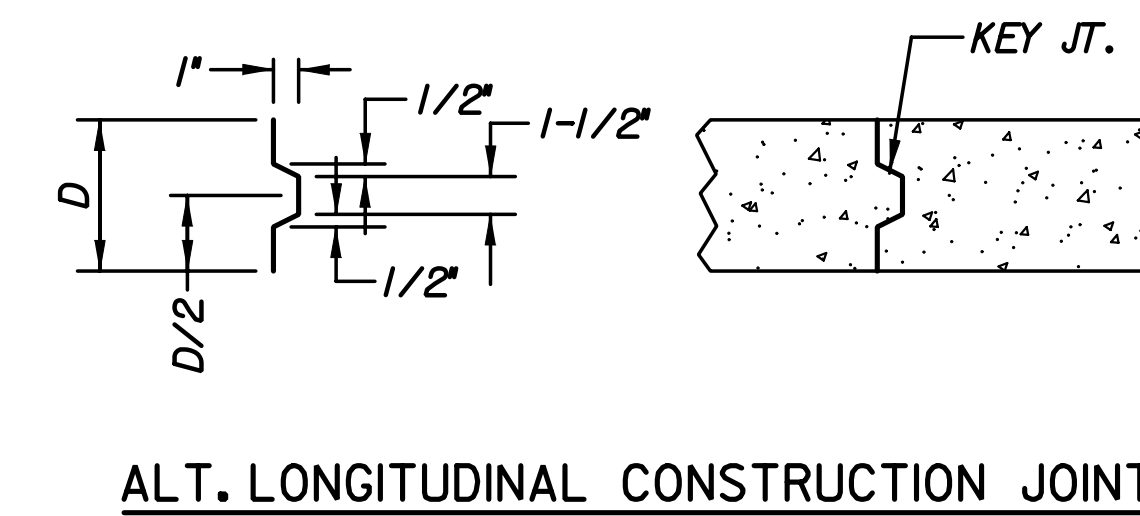 KEY JT.
1"
1/2"
1-1/2"
D
1/2"
D/2
ALT. LONGITUDINAL CONSTRUCTION JOINT